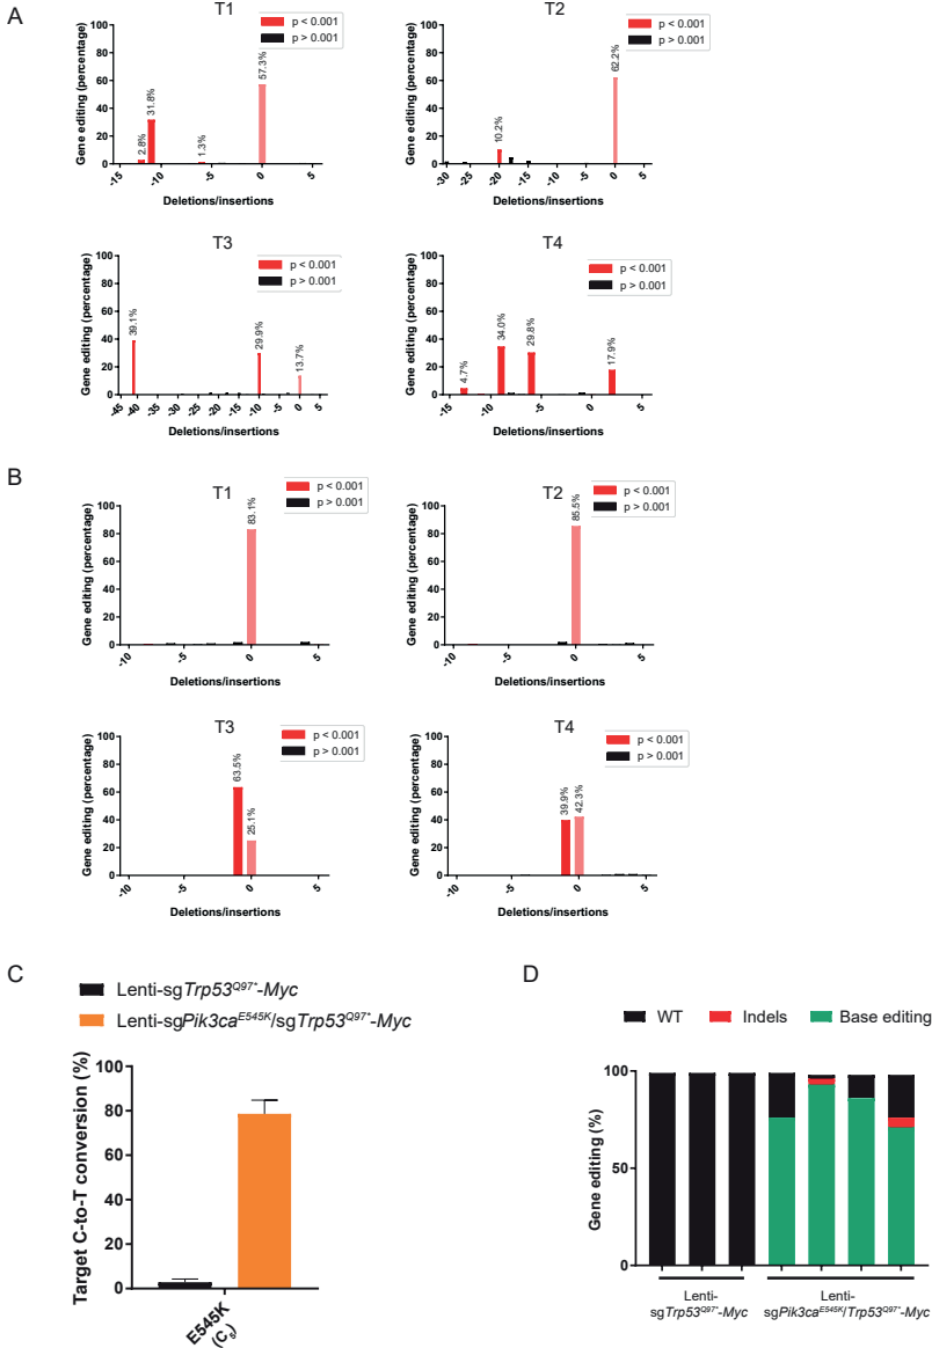 A
T1
p < 0.001
p > 0.001
Gene editing (percentage)
100
80
60
40
20
0
2.8%
31.8%
1.3%
57.3%
-15
-10
-5
0
5
Deletions/insertions
T2
p < 0.001
p > 0.001
Gene editing (percentage)
100
80
60
40
20
0
10.2%
62.2%
-30
-25
-20
-15
-10
-5
0
5
Deletions/insertions
T3
p < 0.001
p > 0.001
Gene editing (percentage)
100
80
60
40
20
0
39.1%
29.9%
13.7%
-45
-40
-35
-30
-25
-20
-15
-10
-5
0
5
Deletions/insertions
T4
p < 0.001
p > 0.001
Gene editing (percentage)
100
80
60
40
20
0
4.7%
34.0%
29.8%
17.9%
-15
-10
-5
0
5
Deletions/insertions
B
T1
p < 0.001
p > 0.001
Gene editing (percentage)
100
80
60
40
20
0
83.1%
-10
-5
0
5
Deletions/insertions
T2
p < 0.001
p > 0.001
Gene editing (percentage)
100
80
60
40
20
0
85.5%
-10
-5
0
5
Deletions/insertions
T3
p < 0.001
p > 0.001
Gene editing (percentage)
100
80
60
40
20
0
63.5%
25.1%
-10
-5
0
5
Deletions/insertions
T4
p < 0.001
p > 0.001
Gene editing (percentage)
100
80
60
40
20
0
39.9%
42.3%
-10
-5
0
5
Deletions/insertions
C
Lenti-sgTrp53Q97*-Myc
Lenti-sgPik3caE545K/sgTrp53Q97*-Myc
Target C-to-T conversion (%)
100
80
60
40
20
0
E545K
(C5)
D
WT
Indels
Base editing
Gene editing (%)
100
50
0
Lenti-
sgTrp53Q97*-Myc
Lenti-
sgPik3caE545K/Trp53Q97*-Myc